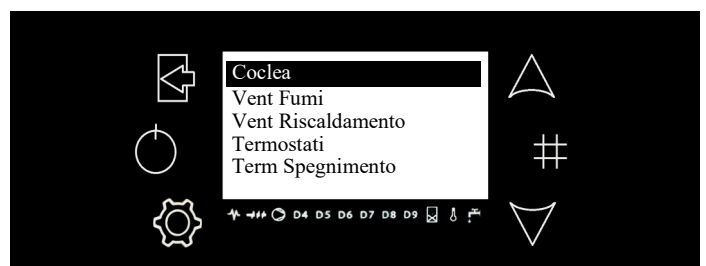 Coclea
Vent Fumi
Vent Riscaldamento
Termostati
Term Spegnimento
D4 D5 D6 D7 D8 D9